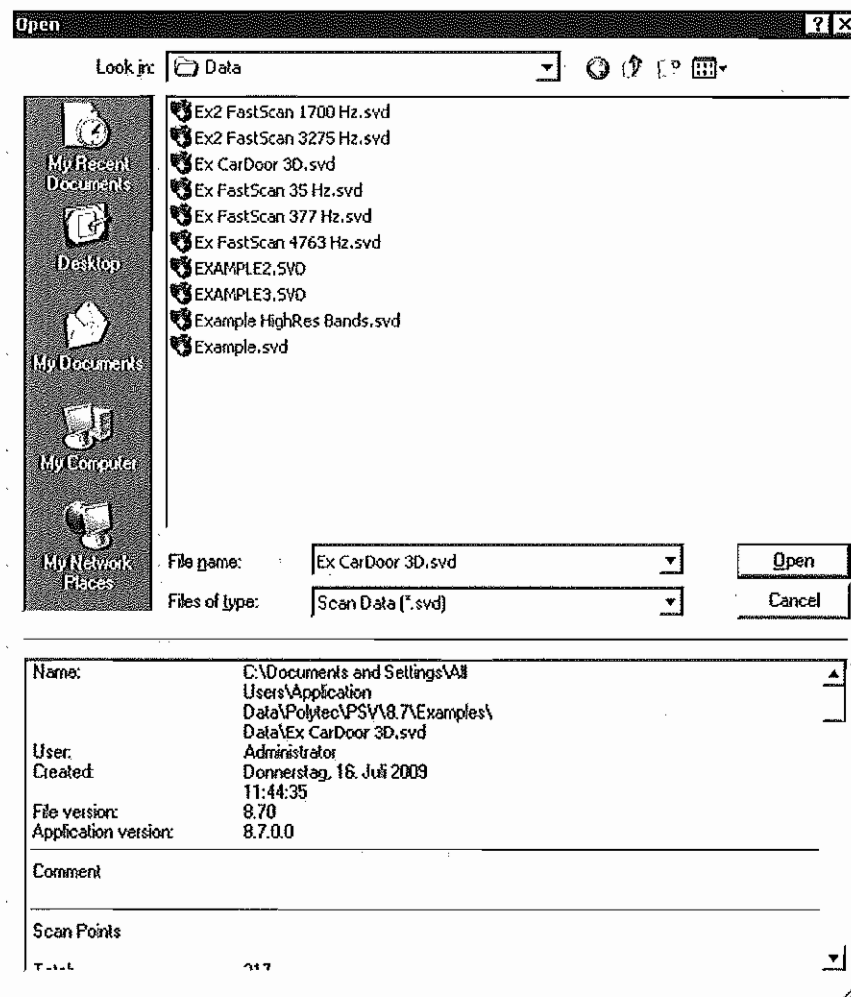 Open
Look in: Data
My Recent
Documents
Desktop
My Documents
My Computer
My Network
Places
Ex2 FastScan 1700 Hz.svd
Ex2 FastScan 3275 Hz.svd
Ex CarDoor 3D.svd
Ex FastScan 35 Hz.svd
Ex FastScan 377 Hz.svd
Ex FastScan 4763 Hz.svd
EXAMPLE2.SVD
EXAMPLE3.SVD
Example HighRes Bands.svd
Example.svd
File name: Ex CarDoor 3D.svd Open
Files of type: Scan Data (*.svd) Cancel
Name: C:\Documents and Settings\All
Users\Application
Data\Polytec\PSV\8.7\Examples\
Data\Ex CarDoor 3D.svd
User: Administrator
Created: Donnerstag, 16. Juli 2009
11:44:35
File version: 8.70
Application version: 8.7.0.0
Comment
Scan Points